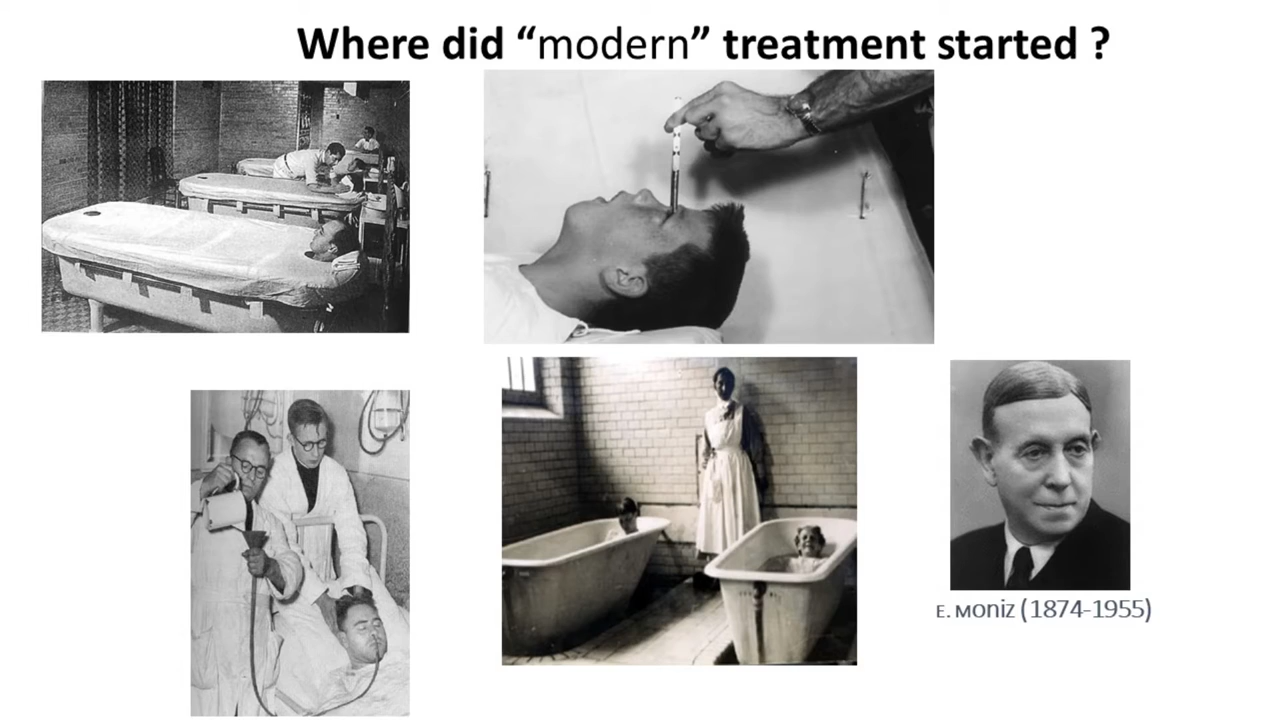 Where did “modern” treatment started ?
E. Moniz (1874-1955)